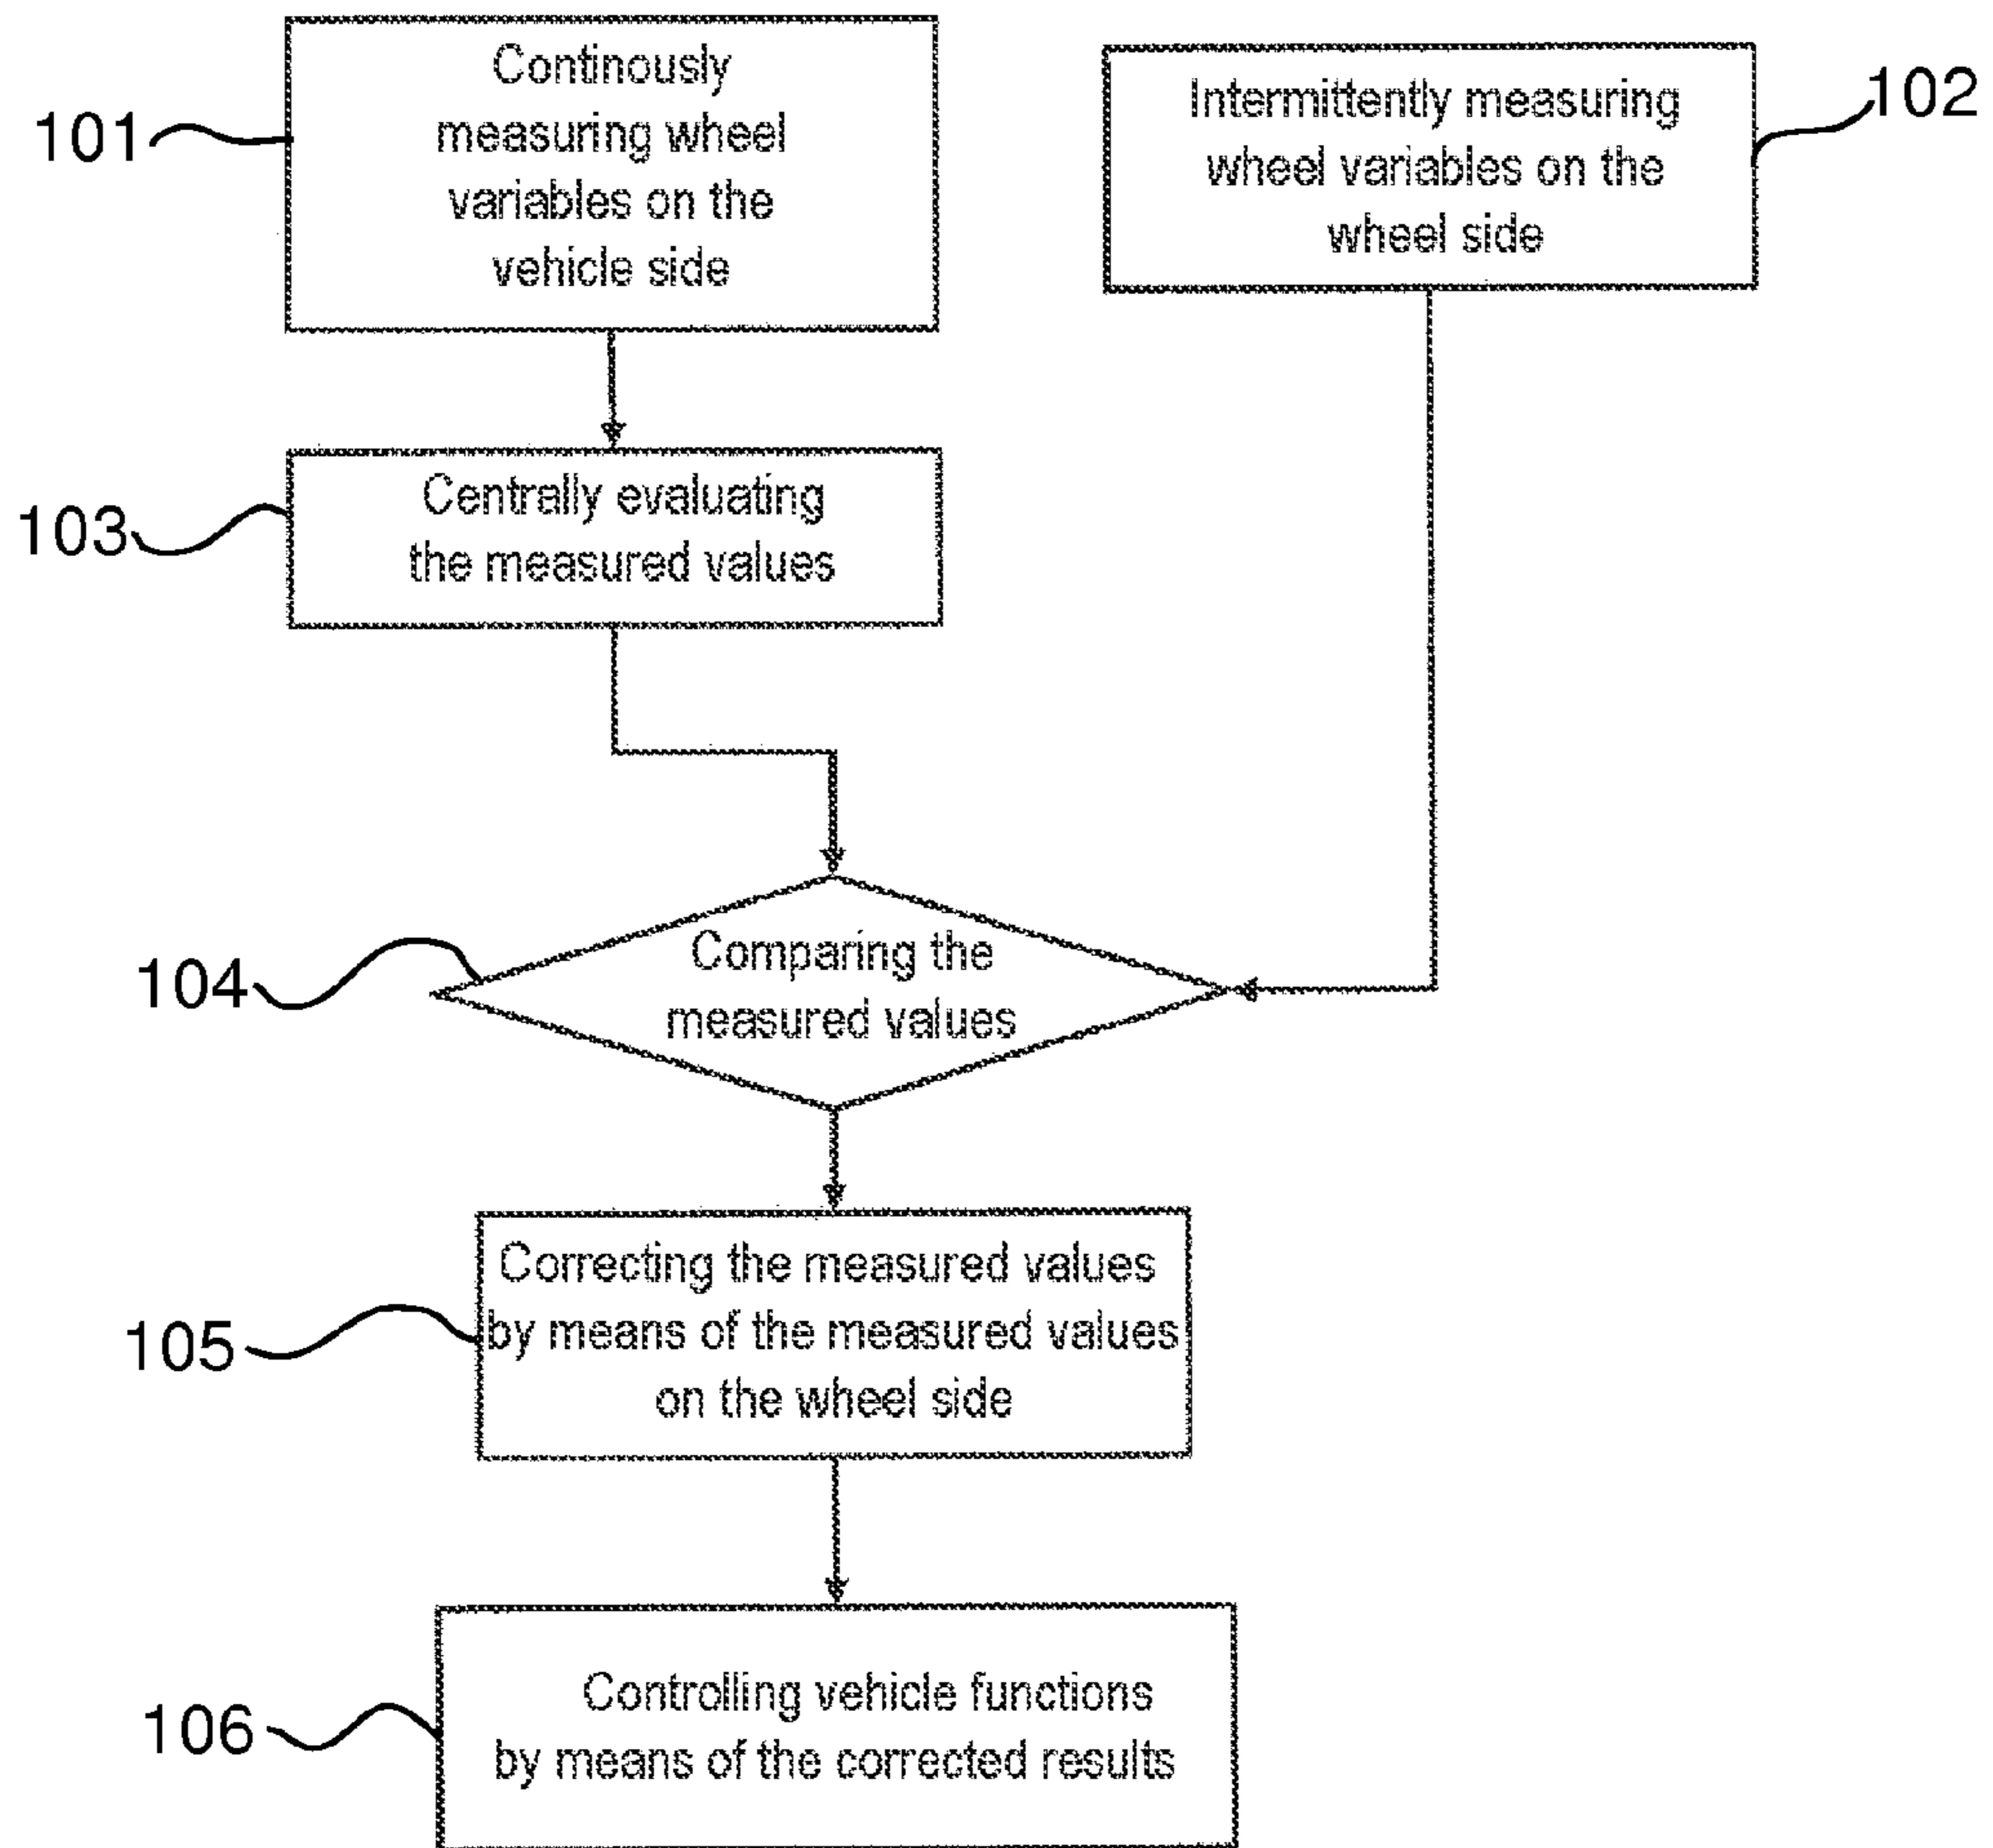 101
Continously
measuring wheel
variables on the
vehicle side
Intermittently measuring
wheel variables on the
wheel side
102
103
Centrally evaluating
the measured values
104
Comparing the
measured values
105
Correcting the measured values
by means of the measured values
on the wheel side
106
Controlling vehicle functions
by means of the corrected results